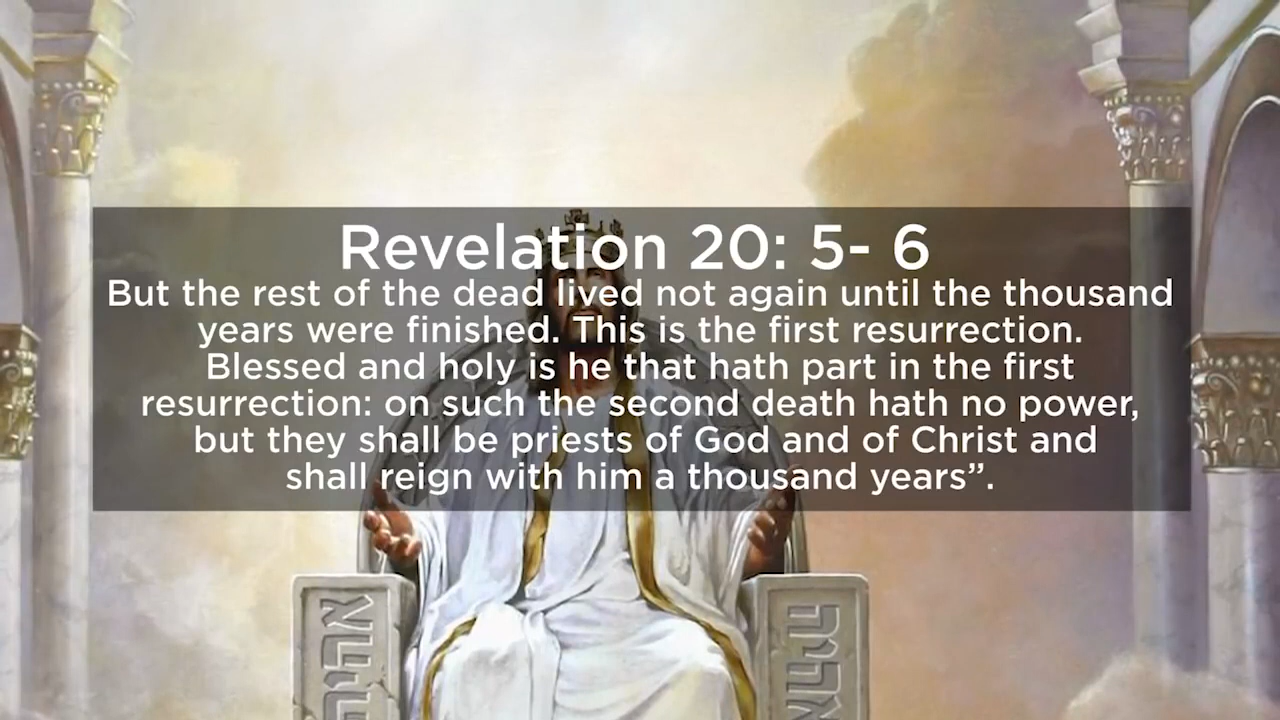 Revelation 20: 5- 6
But the rest of the dead lived not again until the thousand
years were finished. This is the first resurrection.
Blessed and holy is he that hath part in the first
resurrection: on such the second death hath no power,
but they shall be priests of God and of Christ and
shall reign with him a thousand years”.